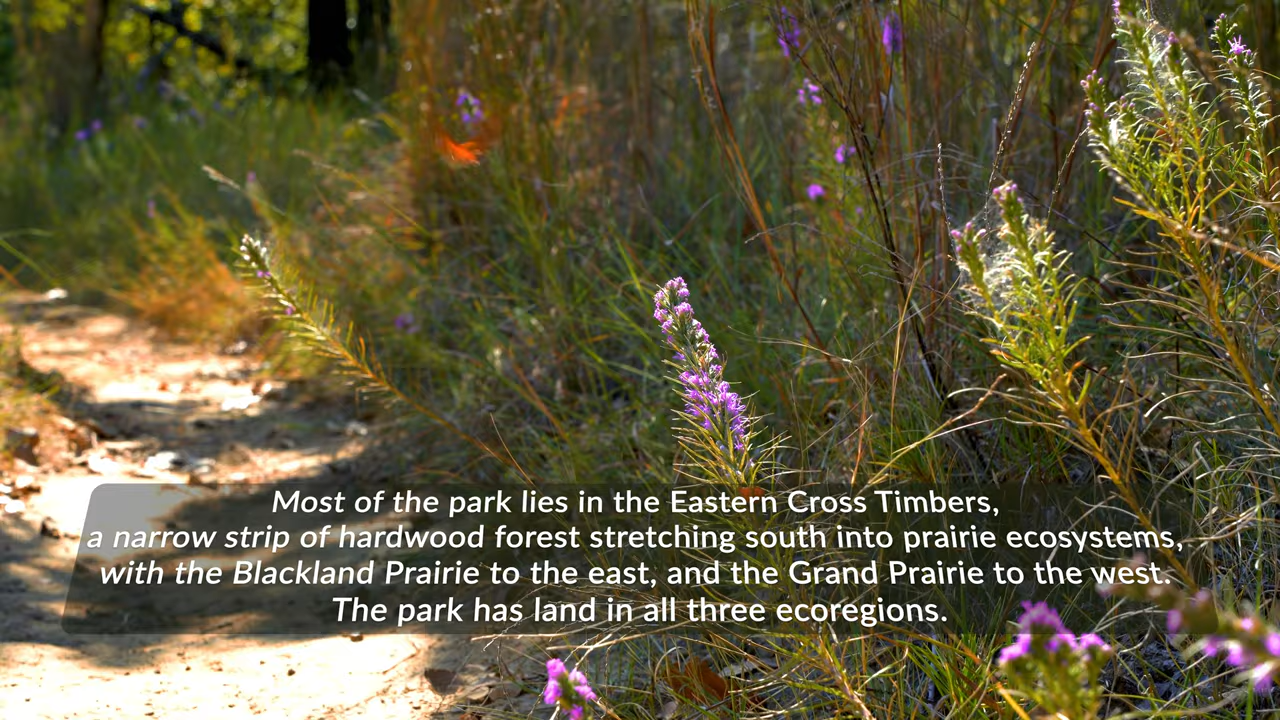 Most of the park lies in the Eastern Cross Timbers,
a narrow strip of hardwood forest stretching south into prairie ecosystems,
with the Blackland Prairie to the east, and the Grand Prairie to the west.
The park has land in all three ecoregions.